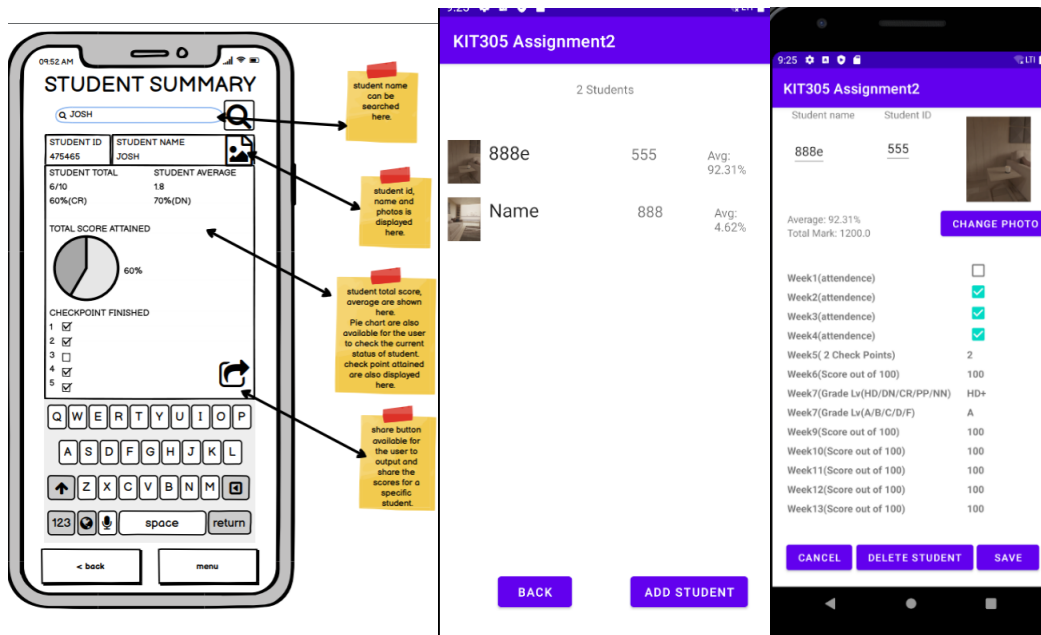 09:52 AM
STUDENT SUMMARY
JOSH
STUDENT ID
475465
STUDENT NAME
JOSH
STUDENT TOTAL
6/10
60%(CR)
STUDENT AVERAGE
1.8
70%(DN)
TOTAL SCORE ATTAINED
60%
CHECKPOINT FINISHED
1
2
3
4
5
Q W E R T Y U I O P
A S D F G H J K L
Z X C V B N M
123 space return
< back
menu
student name
can be
searched
here.
student id,
name and
photos is
displayed
here.
student total score,
average are shown
here.
Pie chart are also
available for the user
to check the current
status of student.
check point attained
are also displayed
here.
share button
available for
the user to
output and
share the
scores for a
specific
student.
9:25
KIT305 Assignment2
2 Students
888e 555 Avg:
92.31%
Name 888 Avg:
4.62%
BACK
ADD STUDENT
9:25 LTE
KIT305 Assignment2
Student name Student ID
888e 555
Average: 92.31%
Total Mark: 1200.0
CHANGE PHOTO
Week1(attendence)
Week2(attendence)
Week3(attendence)
Week4(attendence)
Week5( 2 Check Points) 2
Week6(Score out of 100) 100
Week7(Grade Lv(HD/DN/CR/PP/NN) HD+
Week7(Grade Lv(A/B/C/D/F) A
Week9(Score out of 100) 100
Week10(Score out of 100) 100
Week11(Score out of 100) 100
Week12(Score out of 100) 100
Week13(Score out of 100) 100
CANCEL
DELETE STUDENT
SAVE